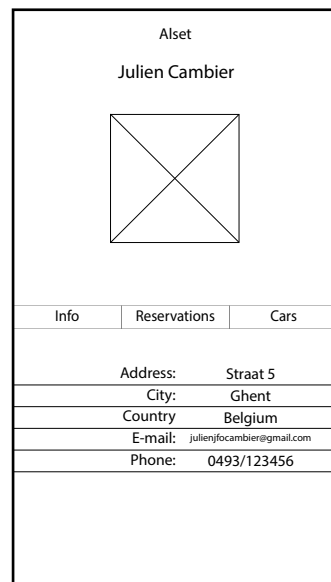 Alset
Julien Cambier
Info Reservations Cars
Address: Straat 5
City: Ghent
Country Belgium
E-mail: julienjfocambier@gmail.com
Phone: 0493/123456